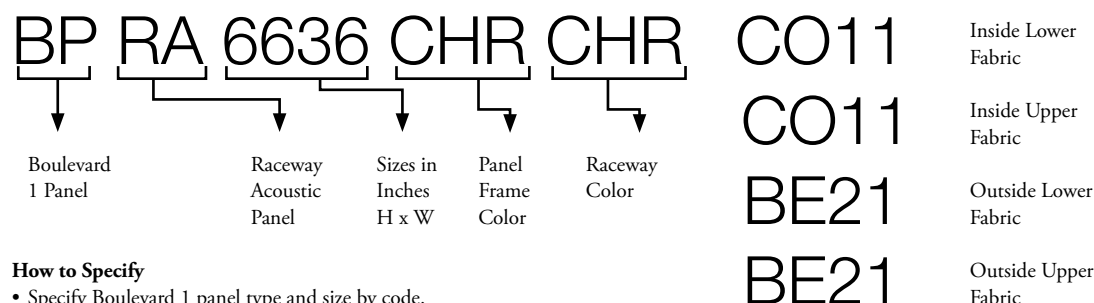 BP RA 6636 CHR CHR
Boulevard
1 Panel
Raceway
Acoustic
Panel
Sizes in
Inches
H x W
Panel
Frame
Color
Raceway
Color
CO11
Inside Lower
Fabric
CO11
Inside Upper
Fabric
BE21
Outside Lower
Fabric
BE21
Outside Upper
Fabric
How to Specify
• Specify Boulevard 1 panel type and size by code.